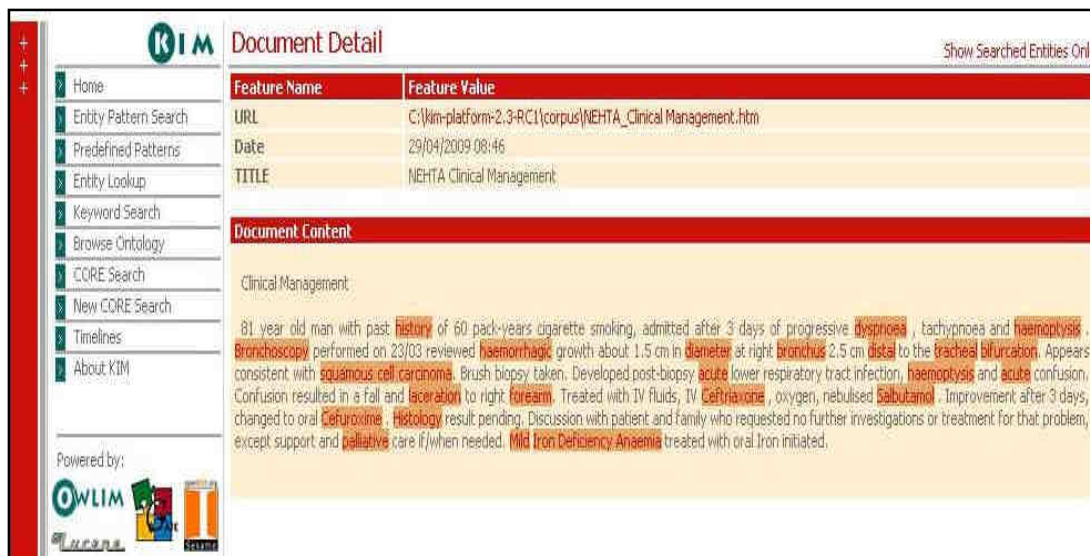 +
+
+
KIM
Home
Entity Pattern Search
Predefined Patterns
Entity Lookup
Keyword Search
Browse Ontology
CORE Search
New CORE Search
Timelines
About KIM
Powered by:
OWLIM
Lucene
Sesame
Document Detail
Show Searched Entities Onl
Feature Name Feature Value
URL C:\kim-platform-2.3-RC1\corpus\NEHTA_Clinical Management.htm
Date 29/04/2009 08:46
TITLE NEHTA Clinical Management
Document Content
Clinical Management
81 year old man with past history of 60 pack-years cigarette smoking, admitted after 3 days of progressive dyspnoea , tachypnoea and haemoptysis .
Bronchoscopy performed on 23/03 reviewed haemorrhagic growth about 1.5 cm in diameter at right bronchus 2.5 cm distal to the tracheal bifurcation. Appears
consistent with squamous cell carcinoma. Brush biopsy taken. Developed post-biopsy acute lower respiratory tract infection, haemoptysis and acute confusion.
Confusion resulted in a fall and laceration to right forearm. Treated with IV fluids, IV Ceftriaxone , oxygen, nebulised Salbutamol . Improvement after 3 days,
changed to oral Cefuroxime . Histology result pending. Discussion with patient and family who requested no further investigations or treatment for that problem,
except support and palliative care if/when needed. Mild Iron Deficiency Anaemia treated with oral Iron initiated.